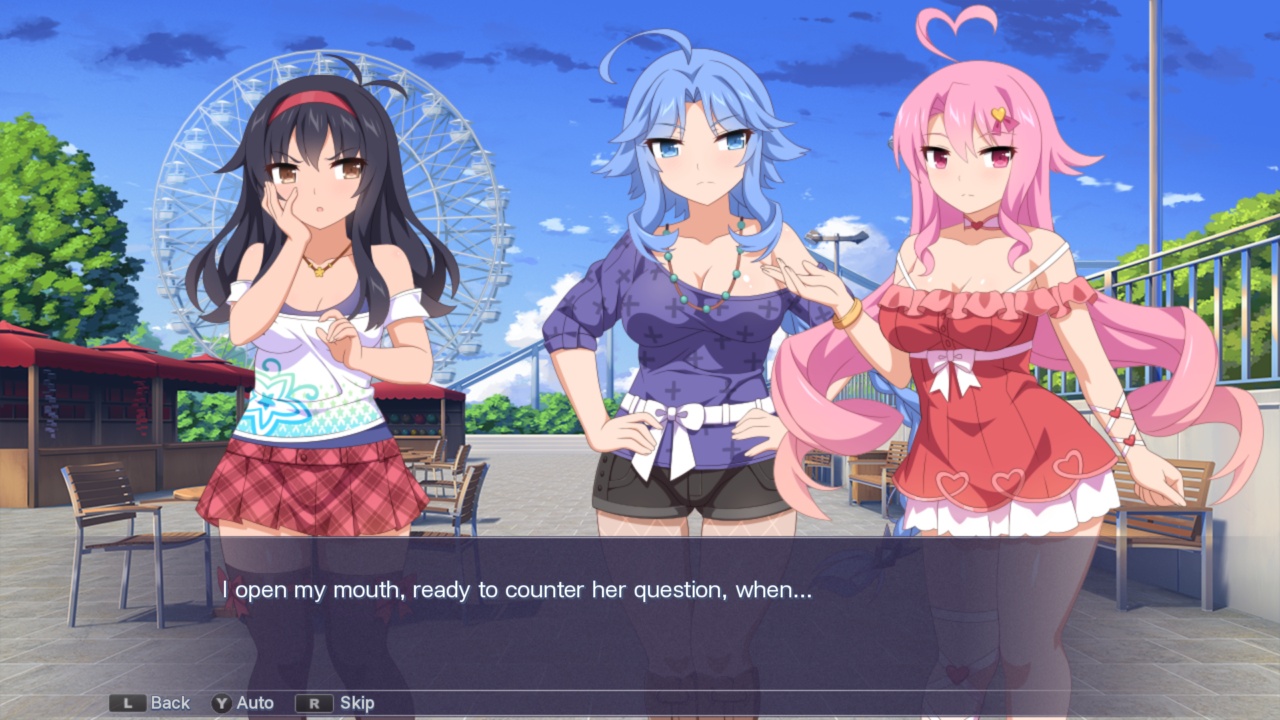 I open my mouth, ready to counter her question, when...
L Back Y Auto R Skip